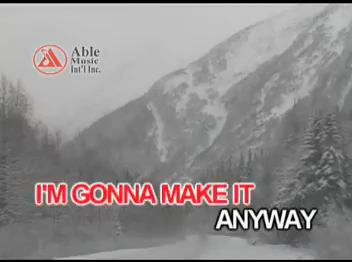 Able
Music
Int'l Inc.
I'M GONNA MAKE IT
ANYWAY